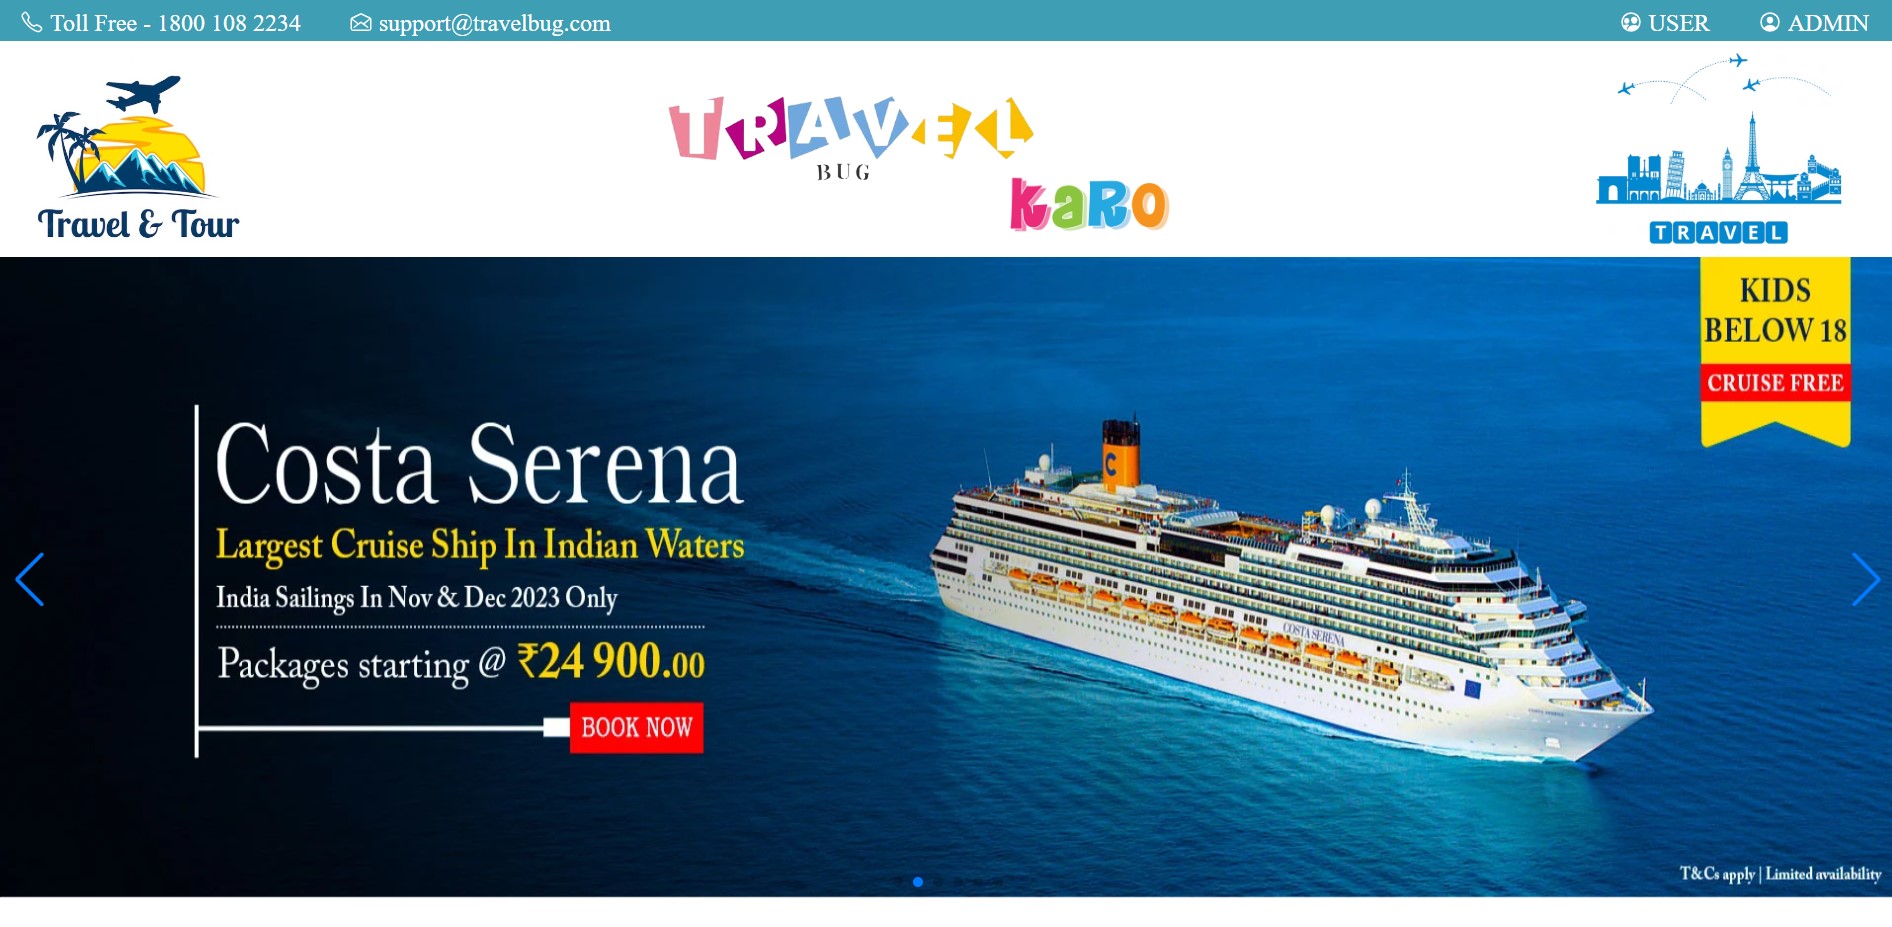 Toll Free - 1800 108 2234
support@travelbug.com
USER
ADMIN
Travel & Tour
TRAVEL
BUG
KaRO
TRAVEL
KIDS
BELOW 18
CRUISE FREE
Costa Serena
Largest Cruise Ship In Indian Waters
India Sailings In Nov & Dec 2023 Only
Packages starting @ ₹24 900.00
BOOK NOW
C
COSTA SERENA
COSTA SERENA
T&Cs apply | Limited availability